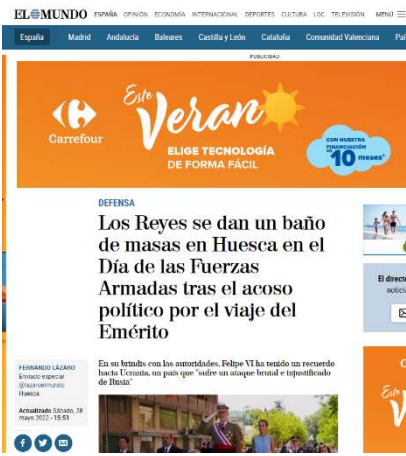 EL MUNDO ESPAÑA OPINIÓN ECONOMÍA INTERNACIONAL DEPORTES CULTURA LOC TELEVISIÓN MENÚ
España Madrid Andalucía Baleares Castilla y León Cataluña Comunidad Valenciana
PUBLICIDAD
Carrefour
Este
Verano
ELIGE TECNOLOGÍA
DE FORMA FÁCIL
CON NUESTRA
FINANCIACIÓN
10 meses*
DEFENSA
Los Reyes se dan un baño
de masas en Huesca en el
Día de las Fuerzas
Armadas tras el acoso
político por el viaje del
Emérito
El direct
noticia
FERNANDO LÁZARO
Enviado especial
@lazaroelmundo
Huesca
Actualizado Sábado, 28
mayo 2022 - 15:51
En su brindis con las autoridades, Felipe VI ha tenido un recuerdo
hacia Ucrania, un país que "sufre un ataque brutal e injustificado
de Rusia"
Este